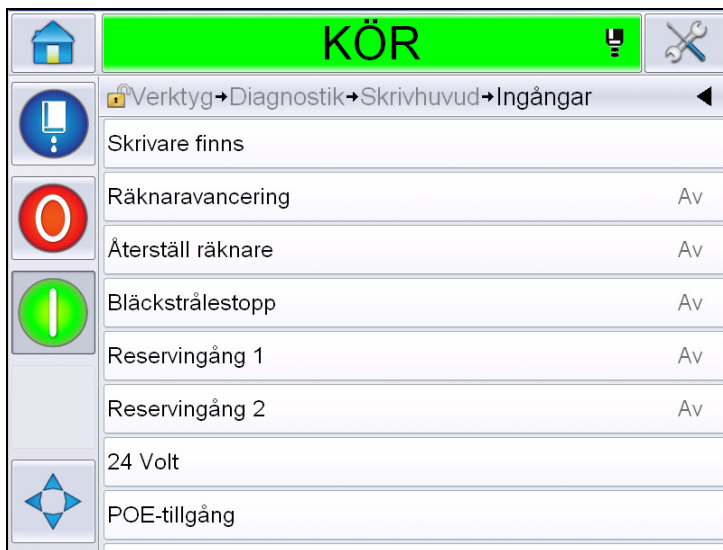 KÖR
Verktyg→Diagnostik→Skrivhuvud→Ingångar
Skrivare finns
Räknaravancering Av
Återställ räknare Av
Bläckstrålestopp Av
Reservingång 1 Av
Reservingång 2 Av
24 Volt
POE-tillgång